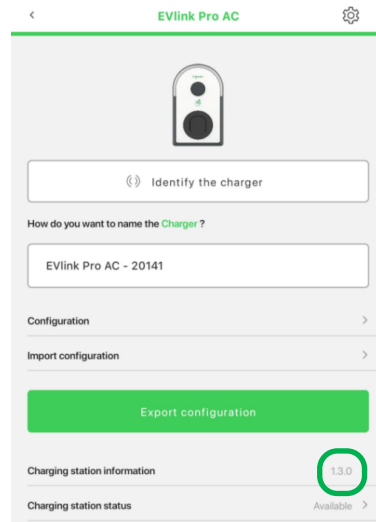 EVlink Pro AC
Identify the charger
How do you want to name the Charger ?
EVlink Pro AC - 20141
Configuration
Import configuration
Export configuration
Charging station information 1.3.0
Charging station status Available